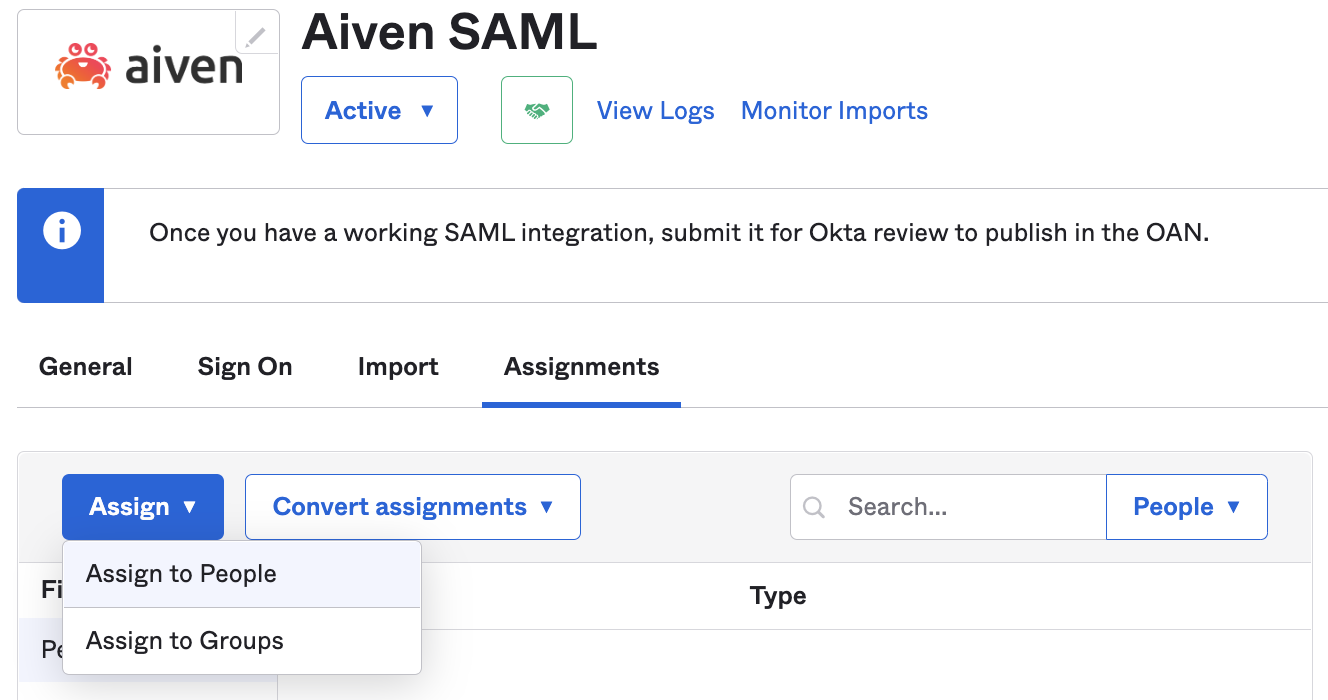 aiven
Aiven SAML
Active
View Logs
Monitor Imports
Once you have a working SAML integration, submit it for Okta review to publish in the OAN.
General
Sign On
Import
Assignments
Assign
Convert assignments
Search...
People
Assign to People
Assign to Groups
Type